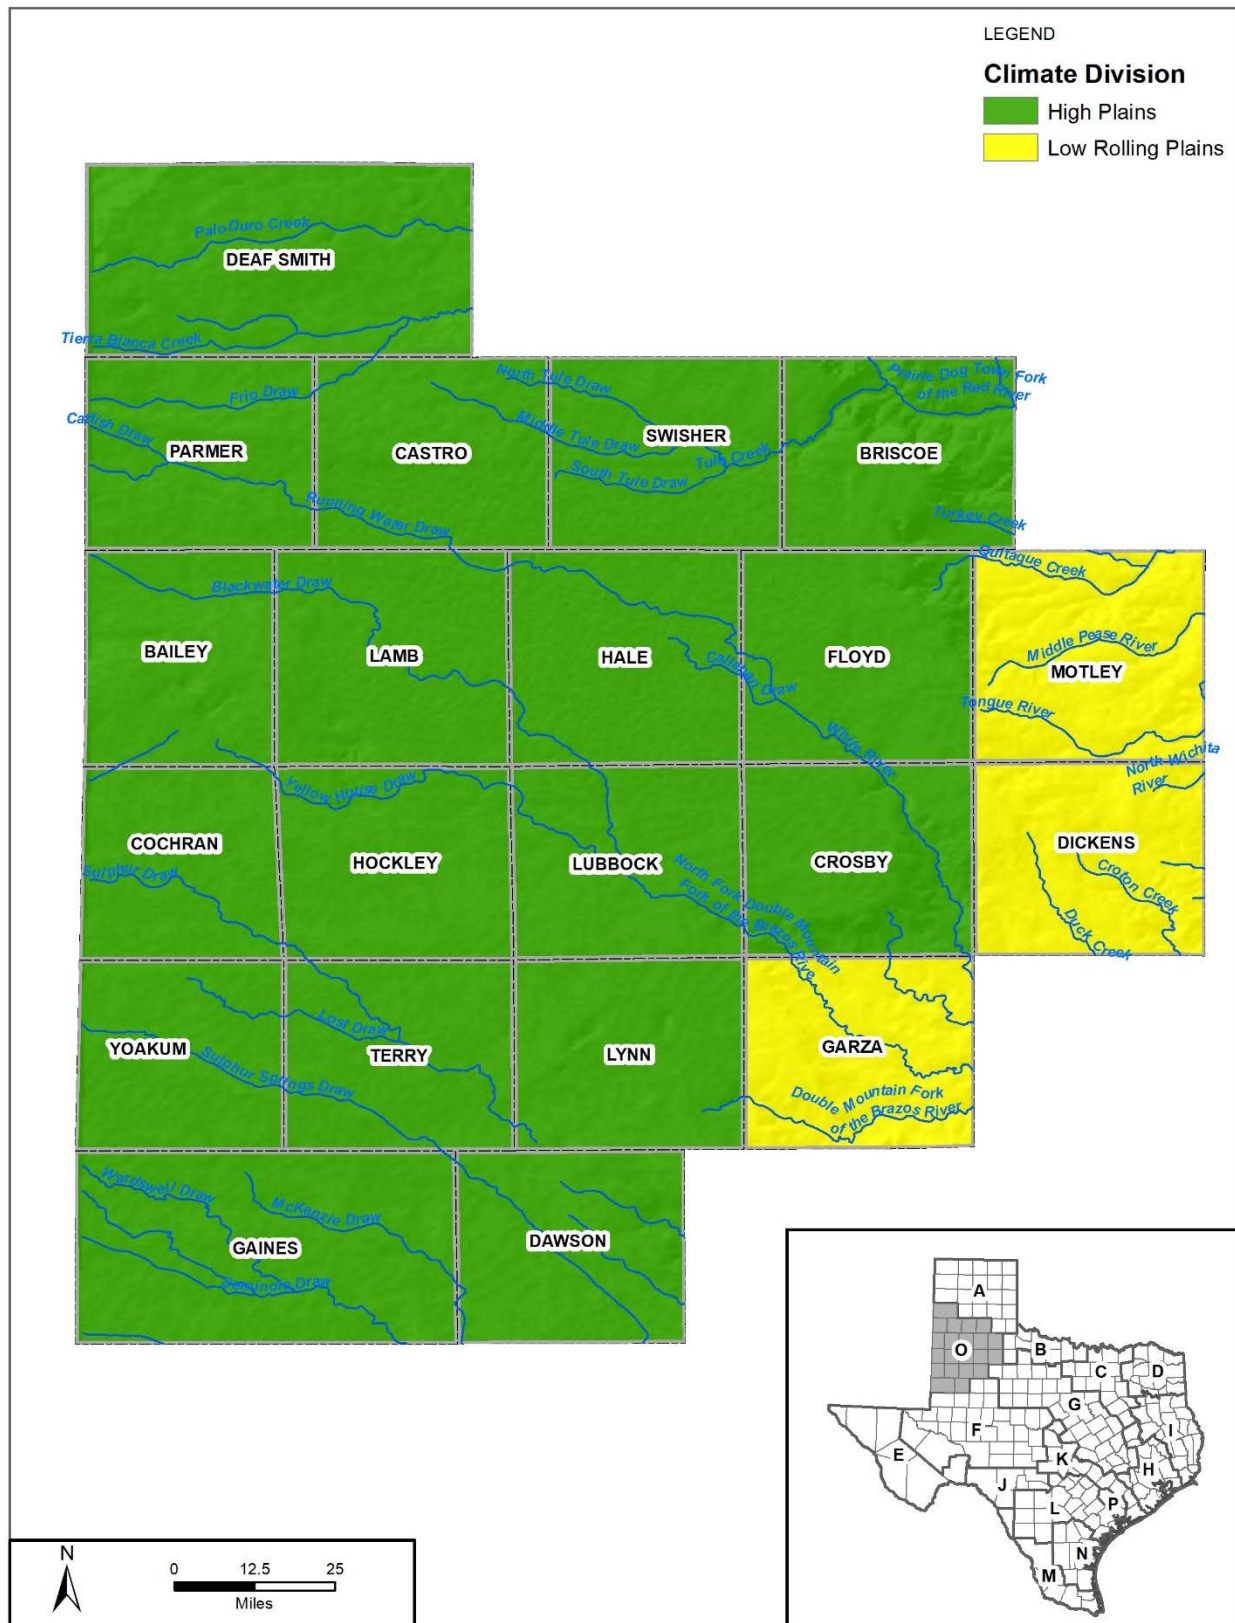 LEGEND
Climate Division
High Plains
Low Rolling Plains
Palo Duro Creek
DEAF SMITH
Tierra Blanca Creek
Frio Draw
Catfish Draw
PARMER
CASTRO
North Tule Draw
Middle Tule Draw
SWISHER
South Tule Draw
Tule Creek
Prairie Dog Town Fork
of the Red River
BRISCOE
Turkey Creek
Running Water Draw
Quitaque Creek
Blackwater Draw
BAILEY
LAMB
HALE
Callahan Draw
FLOYD
Middle Pease River
MOTLEY
Tongue River
White River
North Wichita
River
Yellow House Draw
COCHRAN
Sulphur Draw
HOCKLEY
LUBBOCK
North Fork Double Mountain
Fork of the Brazos Rive
CROSBY
DICKENS
Croton Creek
Duck Creek
Lost Draw
YOAKUM
Sulphur Springs Draw
TERRY
LYNN
GARZA
Double Mountain Fork
of the Brazos River
Wardswell Draw
McKenzie Draw
GAINES
Seminole Draw
DAWSON
A
O
B
C
D
G
F
I
E
K
H
J
L
P
N
M
N
0 12.5 25
Miles